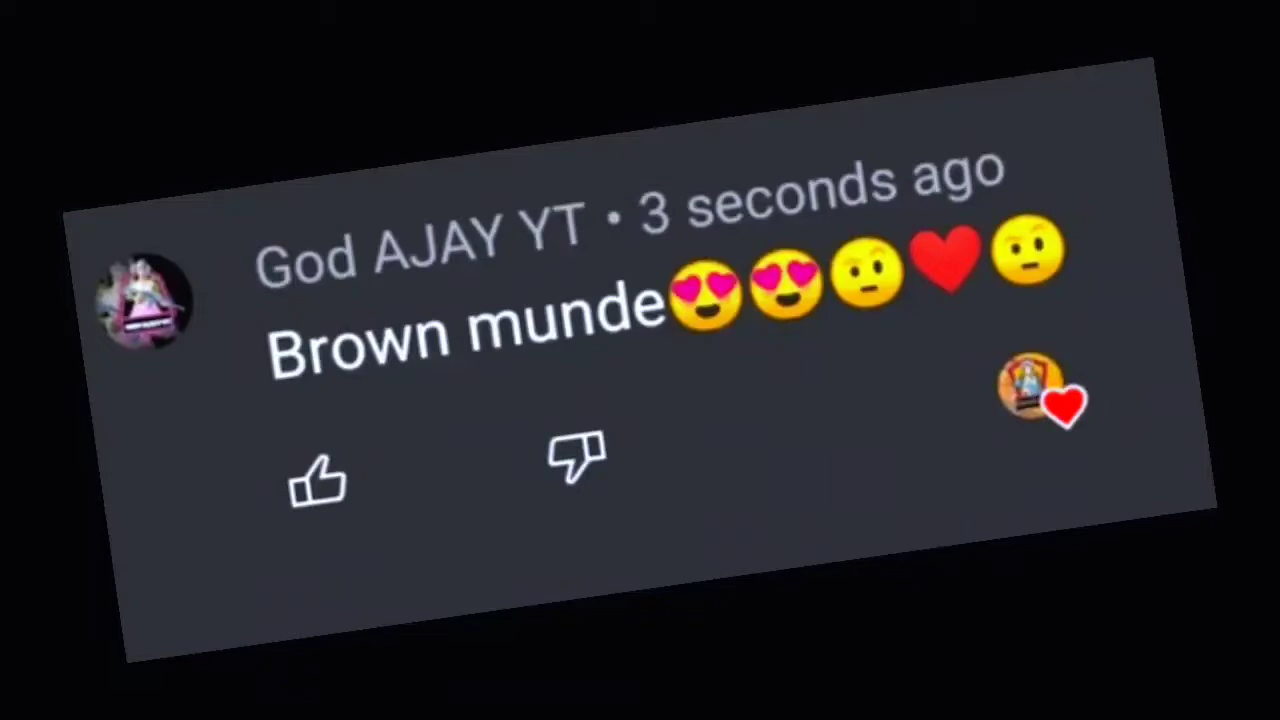 God AJAY YT • 3 seconds ago
Brown munde😍😍🤨❤️🤨